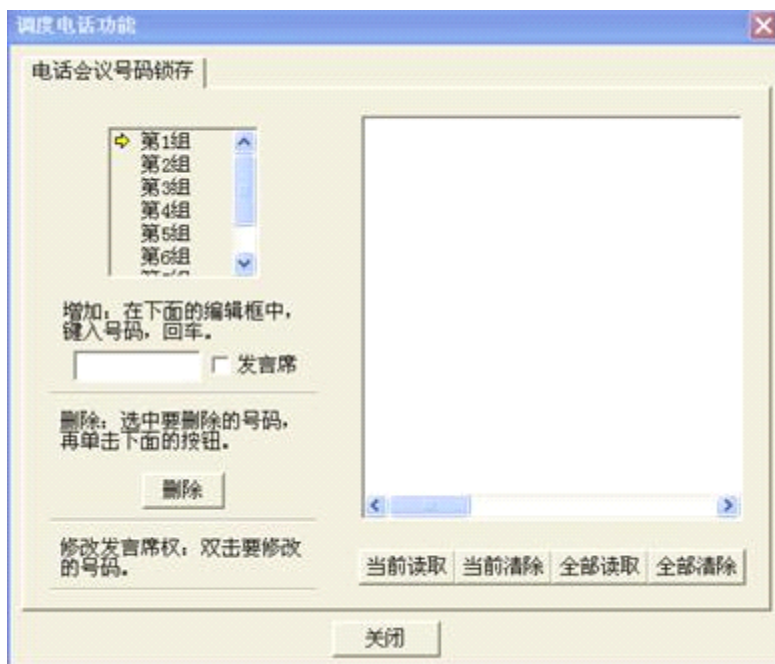 调度电话功能
电话会议号码锁存
第1组
第2组
第3组
第4组
第5组
第6组
增加：在下面的编辑框中，
键入号码，回车。
发言席
删除：选中要删除的号码，
再单击下面的按钮。
删除
修改发言席权：双击要修改
的号码。
当前读取 当前清除 全部读取 全部清除
关闭